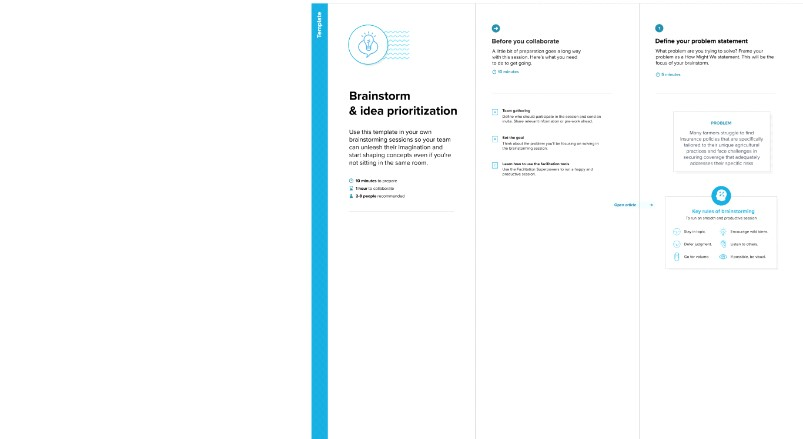 Template
Brainstorm
& idea prioritization
Use this template in your own
brainstorming sessions so your team
can unleash their imagination and
start shaping concepts even if you're
not sitting in the same room.
10 minutes to prepare
1 hour to collaborate
2-8 people recommended
Before you collaborate
A little bit of preparation goes a long way
with this session. Here's what you need
to do to get going.
10 minutes
Team gathering
Define who should participate in the session and send an
invite. Share relevant information or pre-work ahead.
Set the goal
Think about the problem you'll be focusing on solving in
the brainstorming session.
Learn how to use the facilitation tools
Use the Facilitation Superpowers to run a happy and
productive session.
Open article
1
Define your problem statement
What problem are you trying to solve? Frame your
problem as a How Might We statement. This will be the
focus of your brainstorm.
5 minutes
PROBLEM
Many farmers struggle to find
insurance policies that are specifically
tailored to their unique agricultural
practices and face challenges in
securing coverage that adequately
addresses their specific
Key rules of brainstorming
To run an smooth and productive session
Stay in topic.
Encourage wild ideas.
Defer judgment.
Listen to others.
Go for volume.
If possible, be visual.